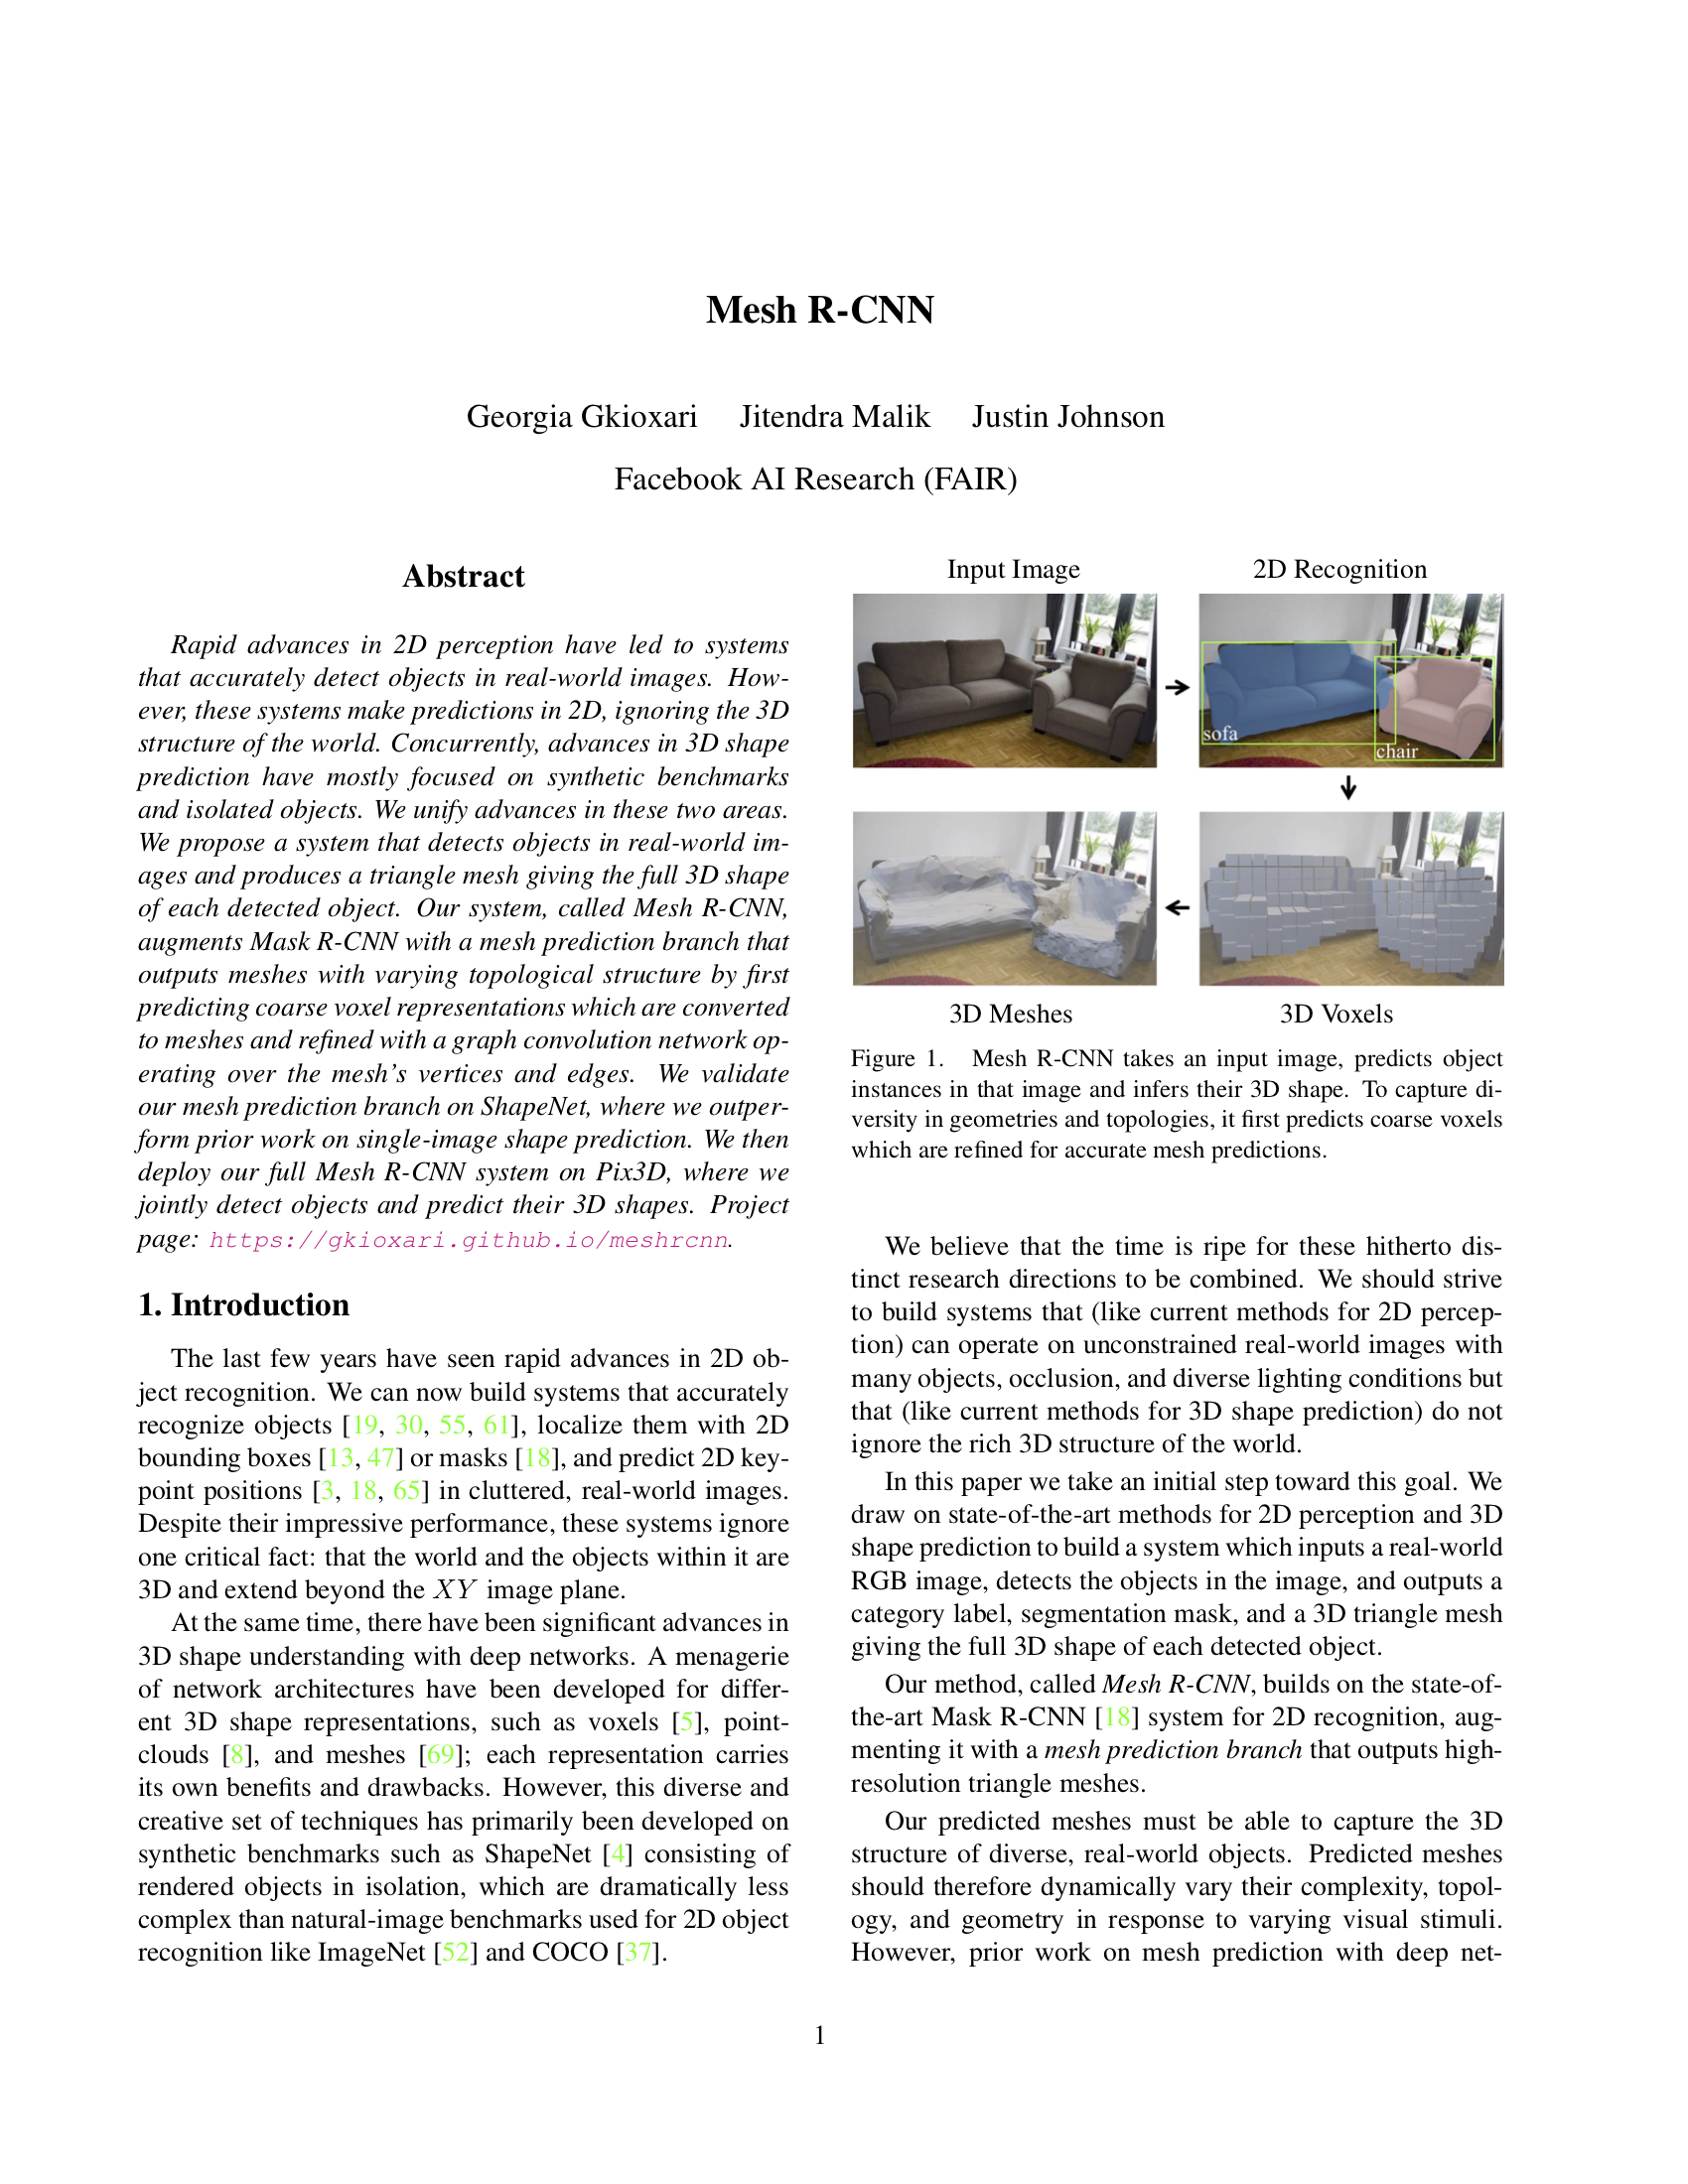 Mesh R-CNN
Georgia Gkioxari Jitendra Malik Justin Johnson
Facebook AI Research (FAIR)
Abstract
Rapid advances in 2D perception have led to systems
that accurately detect objects in real-world images. How-
ever, these systems make predictions in 2D, ignoring the 3D
structure of the world. Concurrently, advances in 3D shape
prediction have mostly focused on synthetic benchmarks
and isolated objects. We unify advances in these two areas.
We propose a system that detects objects in real-world im-
ages and produces a triangle mesh giving the full 3D shape
of each detected object. Our system, called Mesh R-CNN,
augments Mask R-CNN with a mesh prediction branch that
outputs meshes with varying topological structure by first
predicting coarse voxel representations which are converted
to meshes and refined with a graph convolution network op-
erating over the mesh's vertices and edges. We validate
our mesh prediction branch on ShapeNet, where we outper-
form prior work on single-image shape prediction. We then
deploy our full Mesh R-CNN system on Pix3D, where we
jointly detect objects and predict their 3D shapes. Project
page: https://gkioxari.github.io/meshrcnn.
1. Introduction
The last few years have seen rapid advances in 2D ob-
ject recognition. We can now build systems that accurately
recognize objects [19, 30, 55, 61], localize them with 2D
bounding boxes [13, 47] or masks [18], and predict 2D key-
point positions [3, 18, 65] in cluttered, real-world images.
Despite their impressive performance, these systems ignore
one critical fact: that the world and the objects within it are
3D and extend beyond the XY image plane.
At the same time, there have been significant advances in
3D shape understanding with deep networks. A menagerie
of network architectures have been developed for differ-
ent 3D shape representations, such as voxels [5], point-
clouds [8], and meshes [69]; each representation carries
its own benefits and drawbacks. However, this diverse and
creative set of techniques has primarily been developed on
synthetic benchmarks such as ShapeNet [4] consisting of
rendered objects in isolation, which are dramatically less
complex than natural-image benchmarks used for 2D object
recognition like ImageNet [52] and COCO [37].
Input Image
2D Recognition
sofa
chair
3D Meshes
3D Voxels
Figure 1. Mesh R-CNN takes an input image, predicts object
instances in that image and infers their 3D shape. To capture di-
versity in geometries and topologies, it first predicts coarse voxels
which are refined for accurate mesh predictions.
We believe that the time is ripe for these hitherto dis-
tinct research directions to be combined. We should strive
to build systems that (like current methods for 2D percep-
tion) can operate on unconstrained real-world images with
many objects, occlusion, and diverse lighting conditions but
that (like current methods for 3D shape prediction) do not
ignore the rich 3D structure of the world.
In this paper we take an initial step toward this goal. We
draw on state-of-the-art methods for 2D perception and 3D
shape prediction to build a system which inputs a real-world
RGB image, detects the objects in the image, and outputs a
category label, segmentation mask, and a 3D triangle mesh
giving the full 3D shape of each detected object.
Our method, called Mesh R-CNN, builds on the state-of-
the-art Mask R-CNN [18] system for 2D recognition, aug-
menting it with a mesh prediction branch that outputs high-
resolution triangle meshes.
Our predicted meshes must be able to capture the 3D
structure of diverse, real-world objects. Predicted meshes
should therefore dynamically vary their complexity, topol-
ogy, and geometry in response to varying visual stimuli.
However, prior work on mesh prediction with deep net-
1